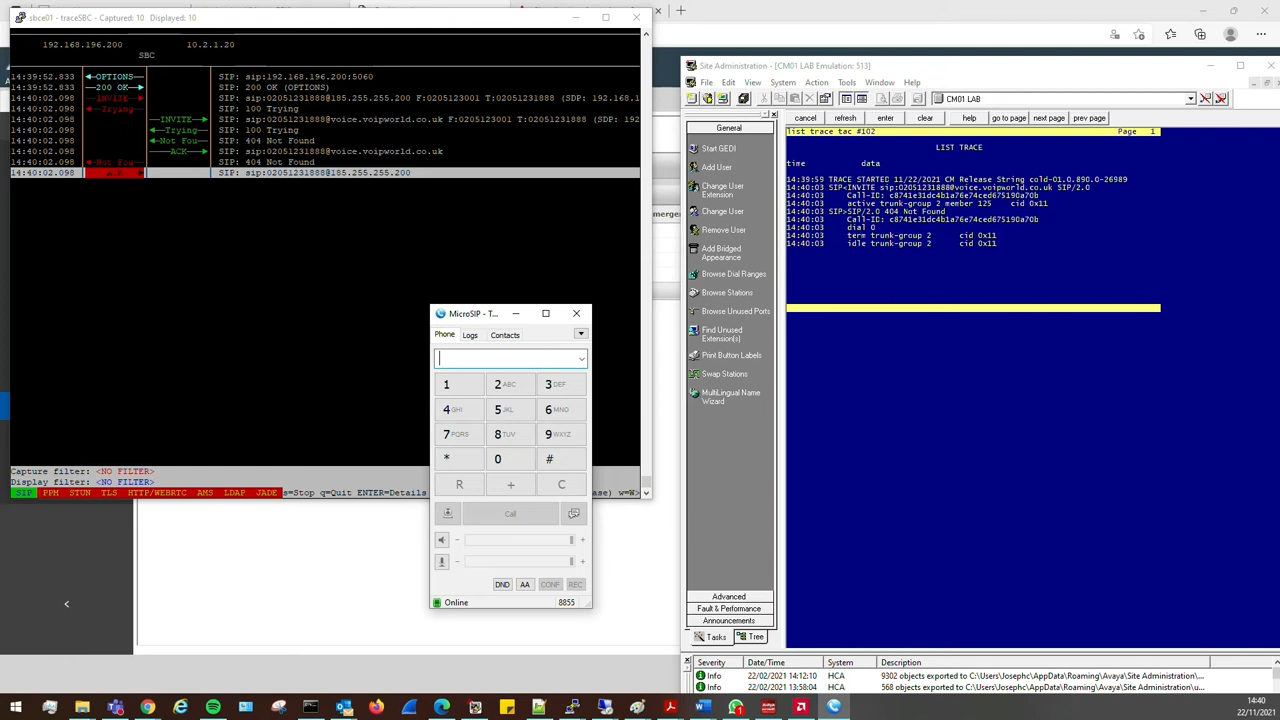 sbce01 - traceSBC - Captured: 10 Displayed: 10
192.168.196.200 10.2.1.20
SBC
14:39:52.833 OPTIONS SIP: sip:192.168.196.200:5060
14:39:52.833 200 OK SIP: 200 OK (OPTIONS)
14:40:02.098 INVITE SIP: sip:02051231888@185.255.255.200 F:0205123001 T:02051231888 (SDP: 192.168.1
14:40:02.098 Trying SIP: 100 Trying
14:40:02.098 INVITE SIP: sip:02051231888@voice.voipworld.co.uk F:0205123001 T:02051231888 (SDP: 192
14:40:02.098 Trying SIP: 100 Trying
14:40:02.098 Not Fou SIP: 404 Not Found
14:40:02.098 ACK SIP: sip:02051231888@voice.voipworld.co.uk
14:40:02.098 Not Fou SIP: 404 Not Found
14:40:02.098 ACK SIP: sip:02051231888@185.255.255.200
Capture filter: <NO FILTER>
Display filter: <NO FILTER>
SIP PPM STUN TLS HTTP/WEBRTC AMS LDAP JADE s=Stop q=Quit ENTER=Details ase) w=W>
merger
MicroSIP - T...
Phone Logs Contacts
1 2 ABC 3 DEF
4 GHI 5 JKL 6 MNO
7 PQRS 8 TUV 9 WXYZ
* 0 #
R + C
Call
- +
- +
DND AA CONF REC
Online 8855
Site Administration - [CM01 LAB Emulation: 513]
File Edit View System Action Tools Window Help
CM01 LAB
cancel refresh enter clear help go to page next page prev page
General
Start GEDI
Add User
Change User
Extension
Change User
Remove User
Add Bridged
Appearance
Browse Dial Ranges
Browse Stations
Browse Unused Ports
Find Unused
Extension(s)
Print Button Labels
Swap Stations
MultiLingual Name
Wizard
Advanced
Fault & Performance
Announcements
Tasks Tree
list trace tac #102 Page 1
LIST TRACE
time data
14:39:59 TRACE STARTED 11/22/2021 CM Release String cold-01.0.890.0-26989
14:40:03 SIP<INVITE sip:02051231888@voice.voipworld.co.uk SIP/2.0
14:40:03 Call-ID: c8741e31dc4b1a76e74ced675190a70b
14:40:03 active trunk-group 2 member 125 cid 0x11
14:40:03 SIP>SIP/2.0 404 Not Found
14:40:03 Call-ID: c8741e31dc4b1a76e74ced675190a70b
14:40:03 dial 0
14:40:03 term trunk-group 2 cid 0x11
14:40:03 idle trunk-group 2 cid 0x11
Severity Date/Time System Description
Info 22/02/2021 14:12:10 HCA 9302 objects exported to C:\Users\Josephc\AppData\Roaming\Avaya\Site Administration\u...
Info 22/02/2021 13:58:04 HCA 568 objects exported to C:\Users\Josephc\AppData\Roaming\Avaya\Site Administration\us...
14:40
22/11/2021